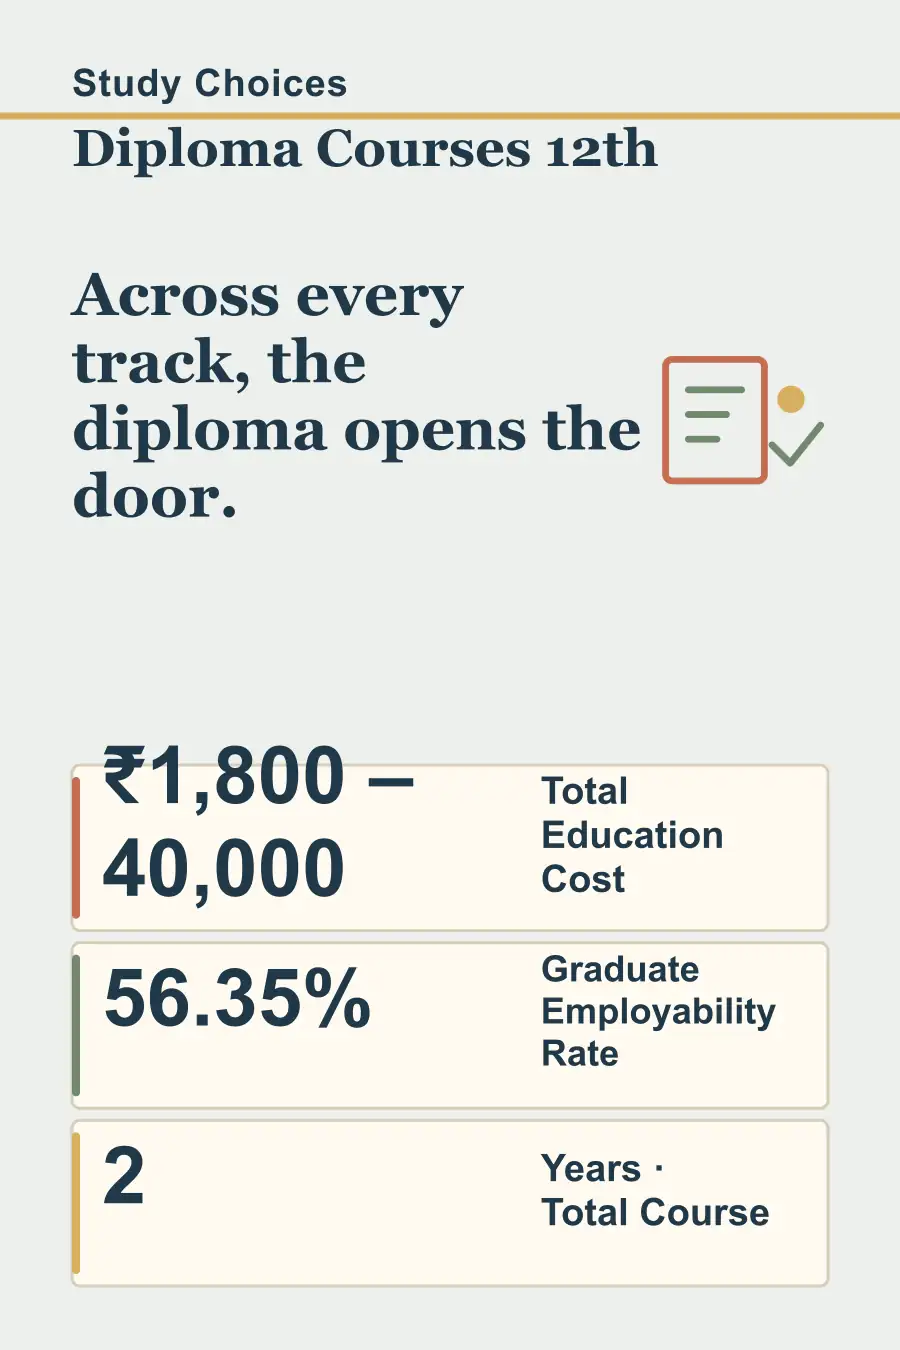 Study Choices
Diploma Courses 12th
Across every
track, the
diploma opens the
door.
₹1,800 –
40,000
Total
Education
Cost
56.35%
Graduate
Employability
Rate
2
Years ·
Total Course